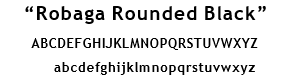 “Robaga Rounded Black”
ABCDEFGHIJKLMNOPQRSTUVWXYZ
abcdefghijklmnopqrstuvwxyz